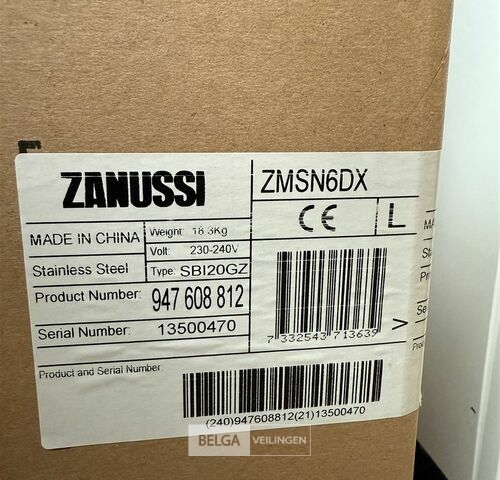 ZANUSSI
ZMSN6DX
MADE IN CHINA
Weight: 18.3Kg
Volt: 230-240V
CE
L
Stainless Steel
Type: SBI20GZ
Product Number: 947 608 812
Serial Number: 13500470
7 332543 713639
V
Product and Serial Number:
(240)947608812(21)13500470
BELGA VEILINGEN